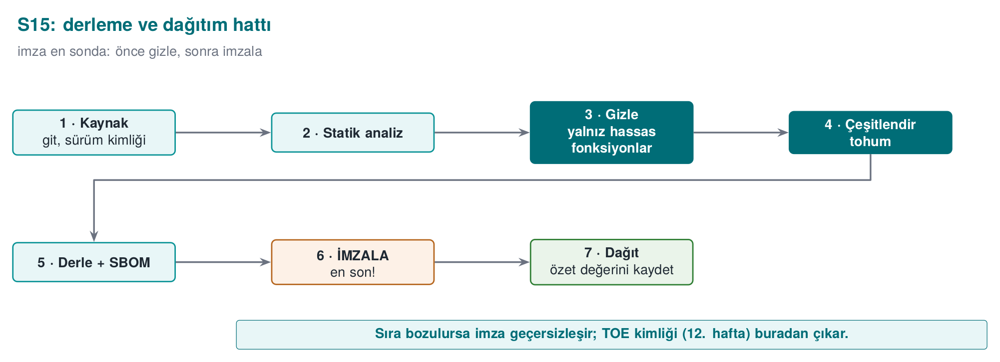 S15: derleme ve dağıtım hattı
imza en sonda: önce gizle, sonra imzala
1 · Kaynak
git, sürüm kimliği
2 · Statik analiz
3 · Gizle
yalnız hassas
fonksiyonlar
4 · Çeşitlendir
tohum
5 · Derle + SBOM
6 · İMZALA
en son!
7 · Dağıt
özet değerini kaydet
Sıra bozulursa imza geçersizleşir; TOE kimliği (12. hafta) buradan çıkar.